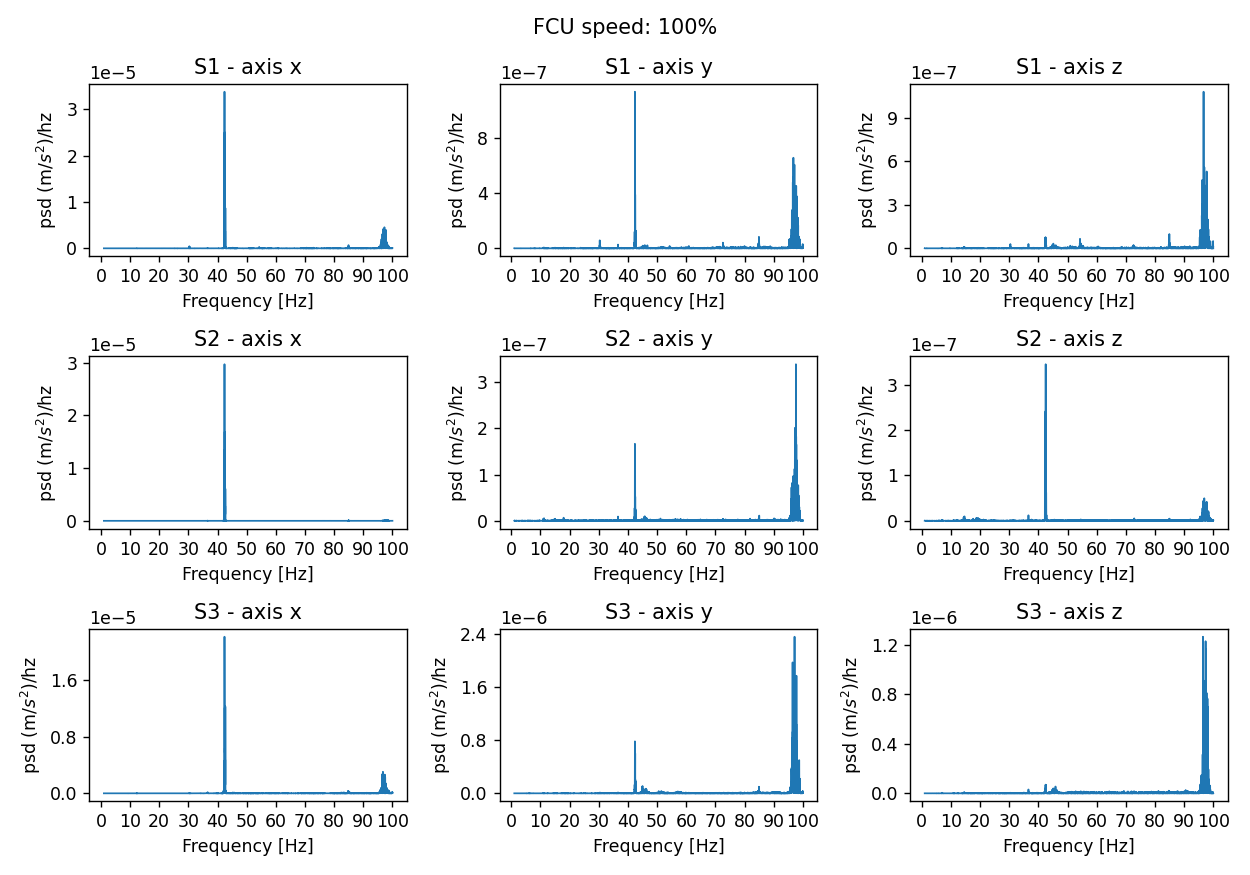 FCU speed: 100%
S1 - axis x
1e−5
psd (m/s²)/hz
3
2
1
0
0 10 20 30 40 50 60 70 80 90 100
Frequency [Hz]
S1 - axis y
1e−7
psd (m/s²)/hz
8
4
0
0 10 20 30 40 50 60 70 80 90 100
Frequency [Hz]
S1 - axis z
1e−7
psd (m/s²)/hz
9
6
3
0
0 10 20 30 40 50 60 70 80 90 100
Frequency [Hz]
S2 - axis x
1e−5
psd (m/s²)/hz
3
2
1
0
0 10 20 30 40 50 60 70 80 90 100
Frequency [Hz]
S2 - axis y
1e−7
psd (m/s²)/hz
3
2
1
0
0 10 20 30 40 50 60 70 80 90 100
Frequency [Hz]
S2 - axis z
1e−7
psd (m/s²)/hz
3
2
1
0
0 10 20 30 40 50 60 70 80 90 100
Frequency [Hz]
S3 - axis x
1e−5
psd (m/s²)/hz
1.6
0.8
0.0
0 10 20 30 40 50 60 70 80 90 100
Frequency [Hz]
S3 - axis y
1e−6
psd (m/s²)/hz
2.4
1.6
0.8
0.0
0 10 20 30 40 50 60 70 80 90 100
Frequency [Hz]
S3 - axis z
1e−6
psd (m/s²)/hz
1.2
0.8
0.4
0.0
0 10 20 30 40 50 60 70 80 90 100
Frequency [Hz]